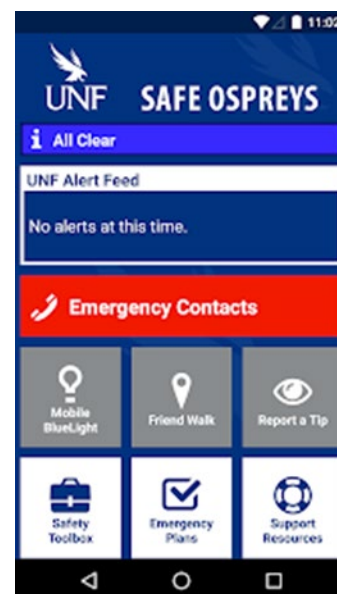 11:02
UNF
SAFE OSPREYS
i All Clear
UNF Alert Feed
No alerts at this time.
Emergency Contacts
Mobile
BlueLight
Friend Walk
Report a Tip
Safety
Toolbox
Emergency
Plans
Support
Resources